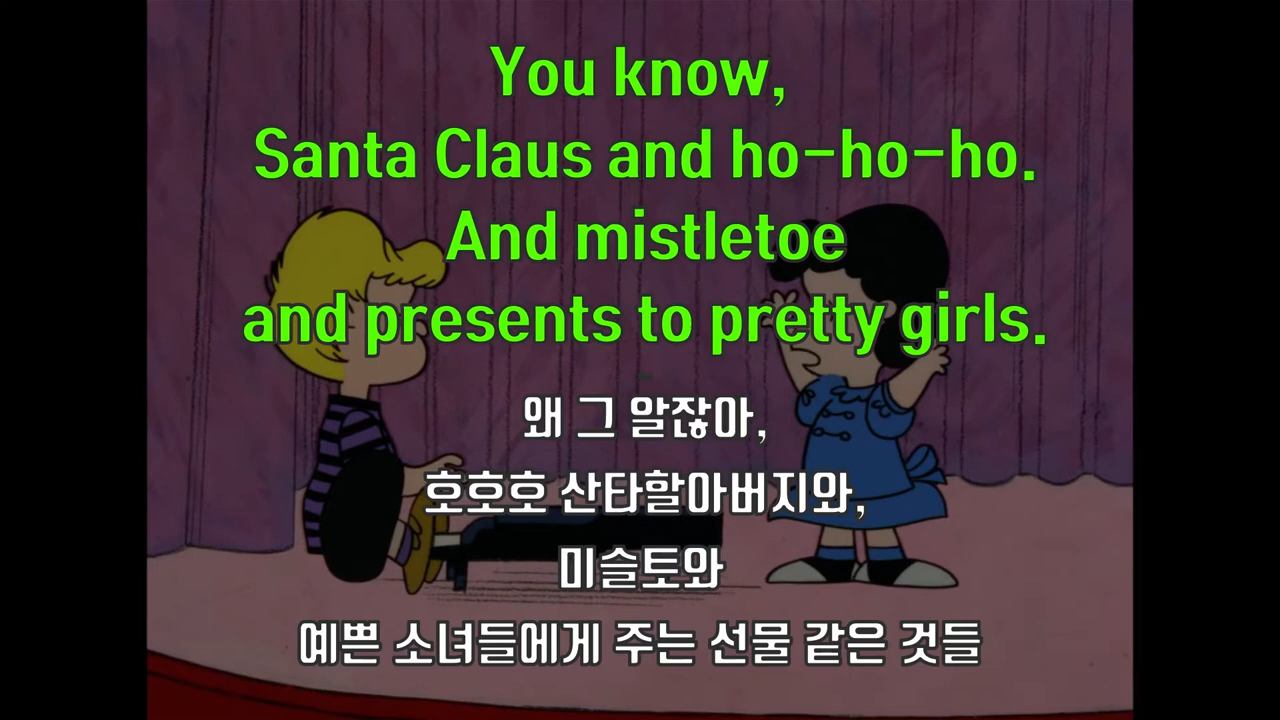 You know,
Santa Claus and ho-ho-ho.
And mistletoe
and presents to pretty girls.
왜 그 알잖아,
호호호 산타할아버지와,
미슬토와
예쁜 소녀들에게 주는 선물 같은 것들